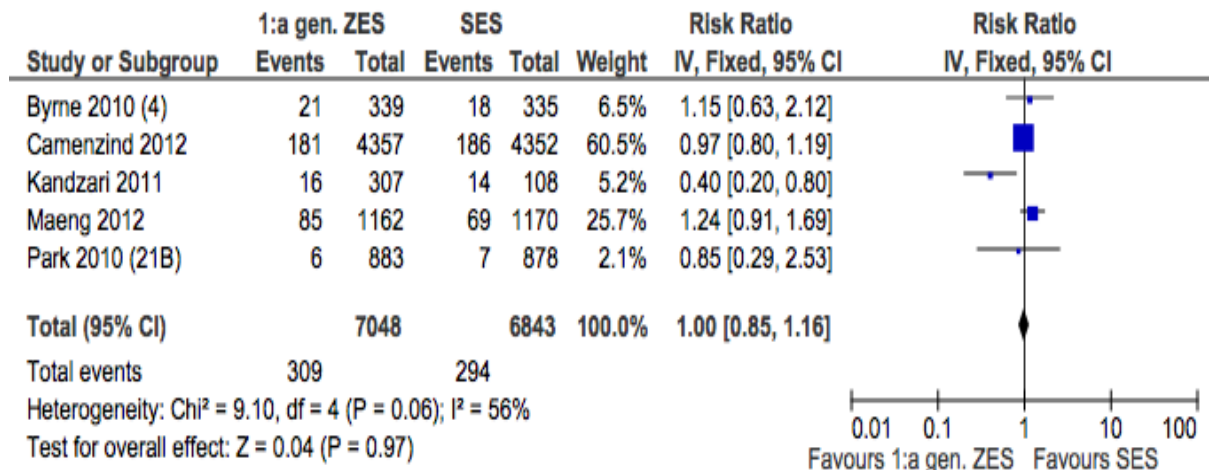 1:a gen. ZES SES Risk Ratio Risk Ratio
Study or Subgroup Events Total Events Total Weight IV, Fixed, 95% CI IV, Fixed, 95% CI
Byrne 2010 (4) 21 339 18 335 6.5% 1.15 [0.63, 2.12]
Camenzind 2012 181 4357 186 4352 60.5% 0.97 [0.80, 1.19]
Kandzari 2011 16 307 14 108 5.2% 0.40 [0.20, 0.80]
Maeng 2012 85 1162 69 1170 25.7% 1.24 [0.91, 1.69]
Park 2010 (21B) 6 883 7 878 2.1% 0.85 [0.29, 2.53]
Total (95% CI) 7048 6843 100.0% 1.00 [0.85, 1.16]
Total events 309 294
Heterogeneity: Chi² = 9.10, df = 4 (P = 0.06); I² = 56%
Test for overall effect: Z = 0.04 (P = 0.97)
0.01 0.1 1 10 100
Favours 1:a gen. ZES Favours SES